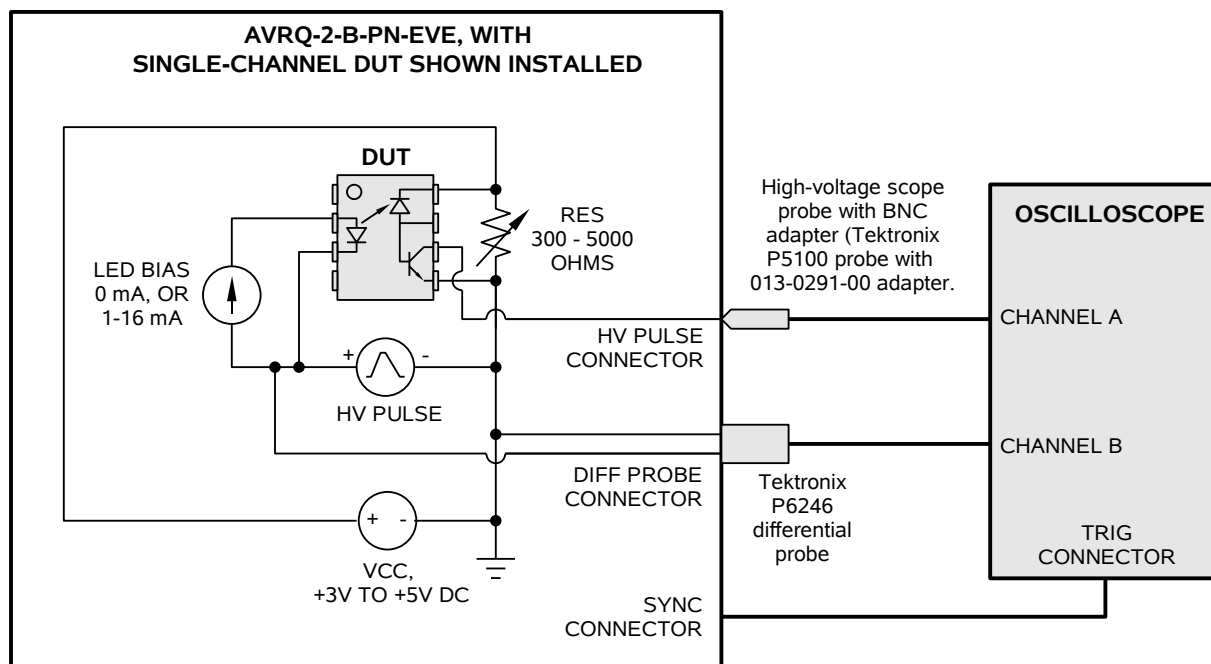 AVRQ-2-B-PN-EVE, WITH
SINGLE-CHANNEL DUT SHOWN INSTALLED
DUT
RES
300 - 5000
OHMS
LED BIAS
0 mA, OR
1-16 mA
+
-
HV PULSE
HV PULSE
CONNECTOR
DIFF PROBE
CONNECTOR
+
-
VCC,
+3V TO +5V DC
SYNC
CONNECTOR
High-voltage scope
probe with BNC
adapter (Tektronix
P5100 probe with
013-0291-00 adapter.
Tektronix
P6246
differential
probe
OSCILLOSCOPE
CHANNEL A
CHANNEL B
TRIG
CONNECTOR